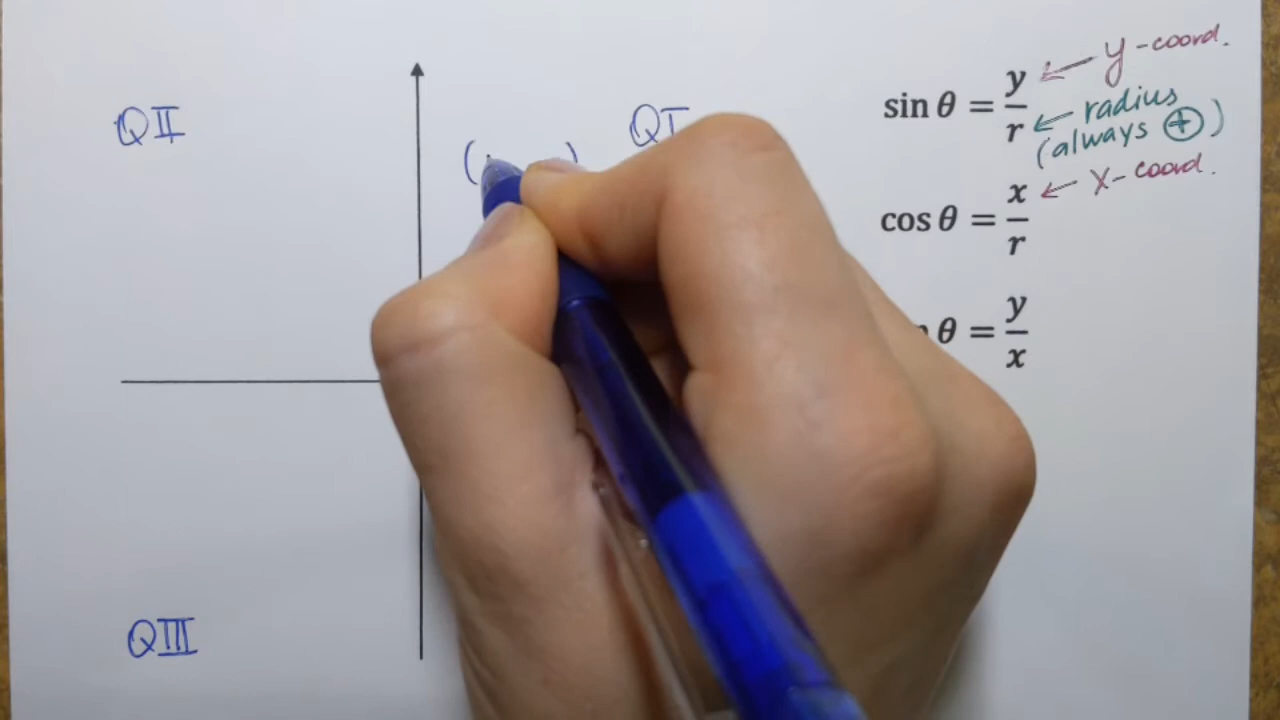 QII
QI
(   )
sin θ = y/r
← y-coord.
← radius
(always ⊕)
cos θ = x/r
← x-coord.
θ = y/x
QIII